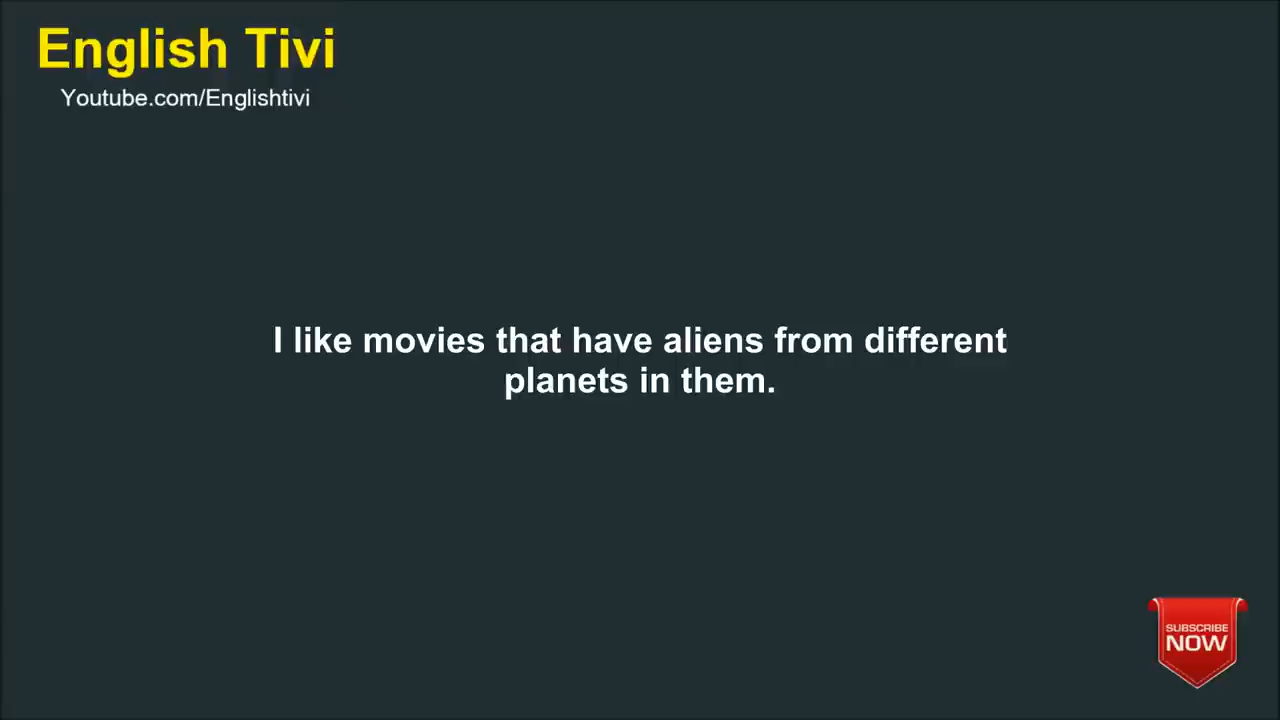 English Tivi
Youtube.com/Englishtivi
I like movies that have aliens from different
planets in them.
SUBSCRIBE
NOW